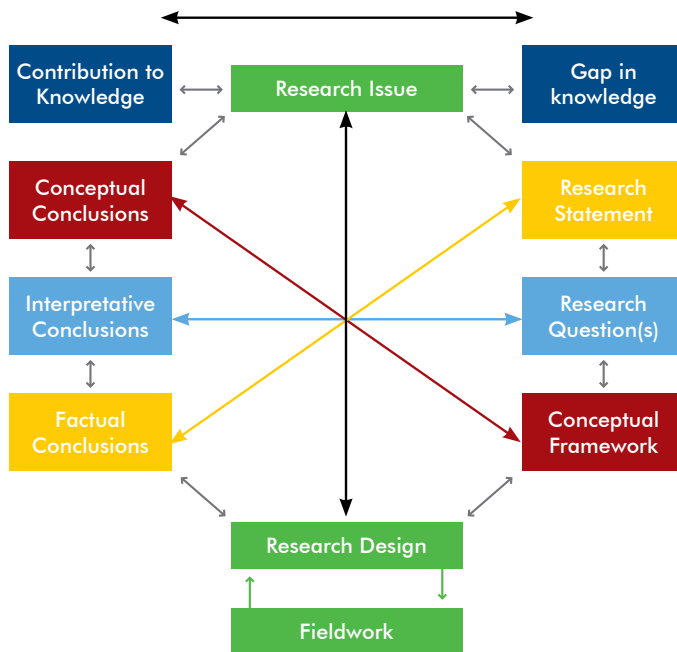 Contribution to
Knowledge
Research Issue
Gap in
knowledge
Conceptual
Conclusions
Research
Statement
Interpretative
Conclusions
Research
Question(s)
Factual
Conclusions
Conceptual
Framework
Research Design
Fieldwork